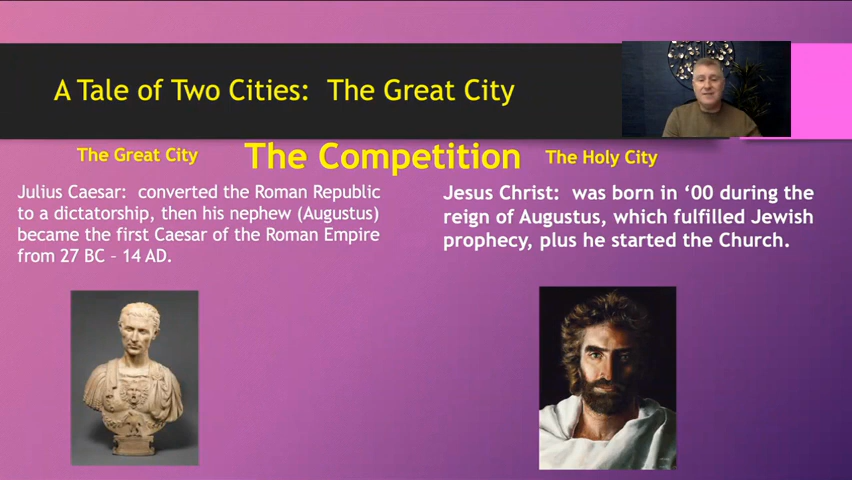 A Tale of Two Cities:  The Great City
The Great City
The Competition
The Holy City
Julius Caesar:  converted the Roman Republic
to a dictatorship, then his nephew (Augustus)
became the first Caesar of the Roman Empire
from 27 BC – 14 AD.
Jesus Christ:  was born in ‘00 during the
reign of Augustus, which fulfilled Jewish
prophecy, plus he started the Church.